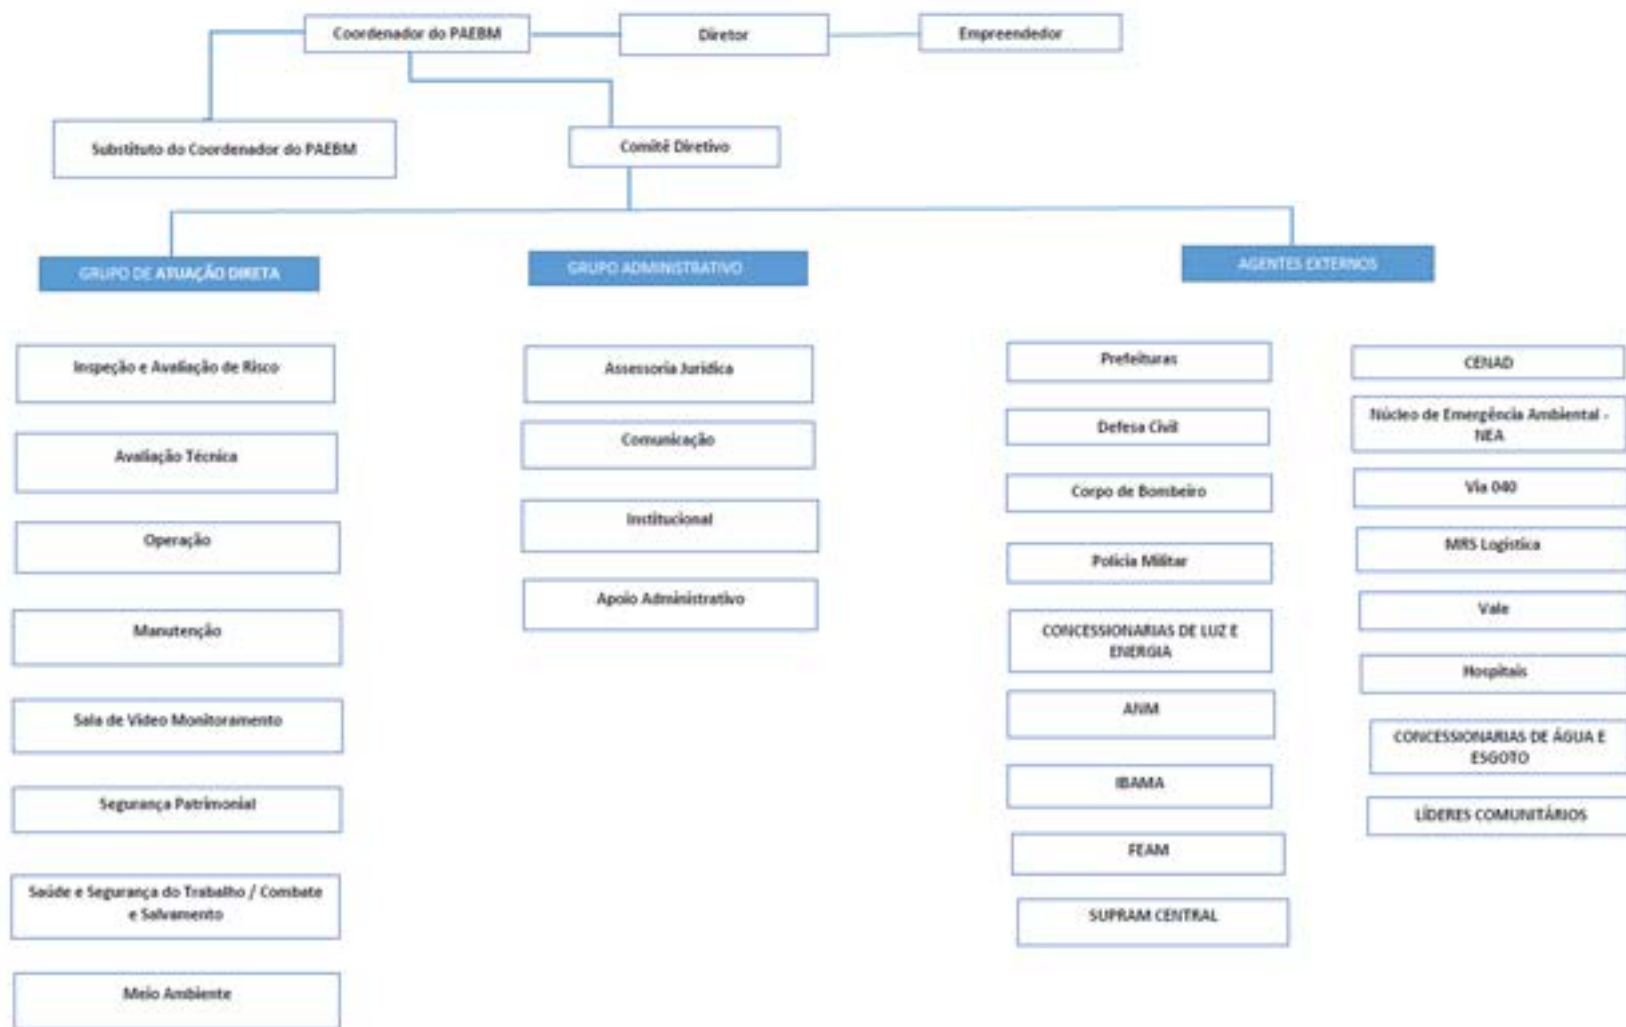 Coordenador do PAEBM
Diretor
Empreendedor
Substituto do Coordenador do PAEBM
Comitê Diretivo
GRUPO DE ATUAÇÃO DIRETA
GRUPO ADMINISTRATIVO
AGENTES EXTERNOS
Inspeção e Avaliação de Risco
Avaliação Técnica
Operação
Manutenção
Sala de Vídeo Monitoramento
Segurança Patrimonial
Saúde e Segurança do Trabalho / Combate
e Salvamento
Meio Ambiente
Assessoria Jurídica
Comunicação
Institucional
Apoio Administrativo
Prefeituras
Defesa Civil
Corpo de Bombeiro
Polícia Militar
CONCESSIONARIAS DE LUZ E
ENERGIA
ANM
IBAMA
FEAM
SUPRAM CENTRAL
CENAD
Núcleo de Emergência Ambiental -
NEA
Via 040
MRS Logística
Vale
Hospitais
CONCESSIONARIAS DE ÁGUA E
ESGOTO
LÍDERES COMUNITÁRIOS